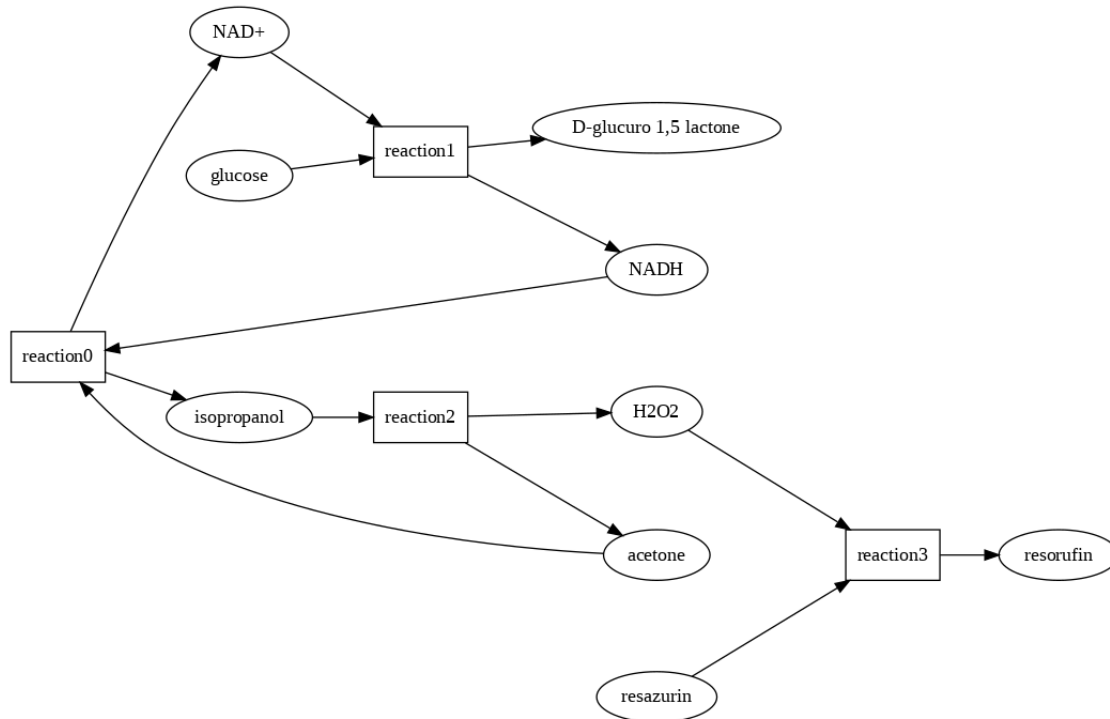 NAD+
D-glucuro 1,5 lactone
reaction1
glucose
NADH
reaction0
isopropanol
reaction2
H2O2
acetone
reaction3
resorufin
resazurin